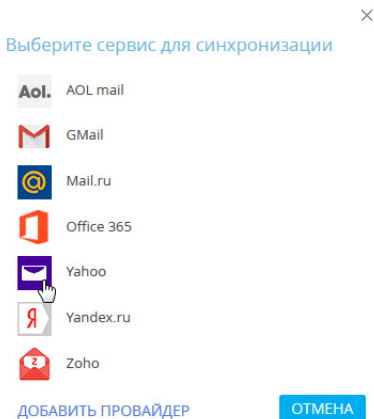 Выберите сервис для синхронизации
Aol. AOL mail
GMail
@ Mail.ru
Office 365
Yahoo
Я Yandex.ru
Z Zoho
ДОБАВИТЬ ПРОВАЙДЕР ОТМЕНА